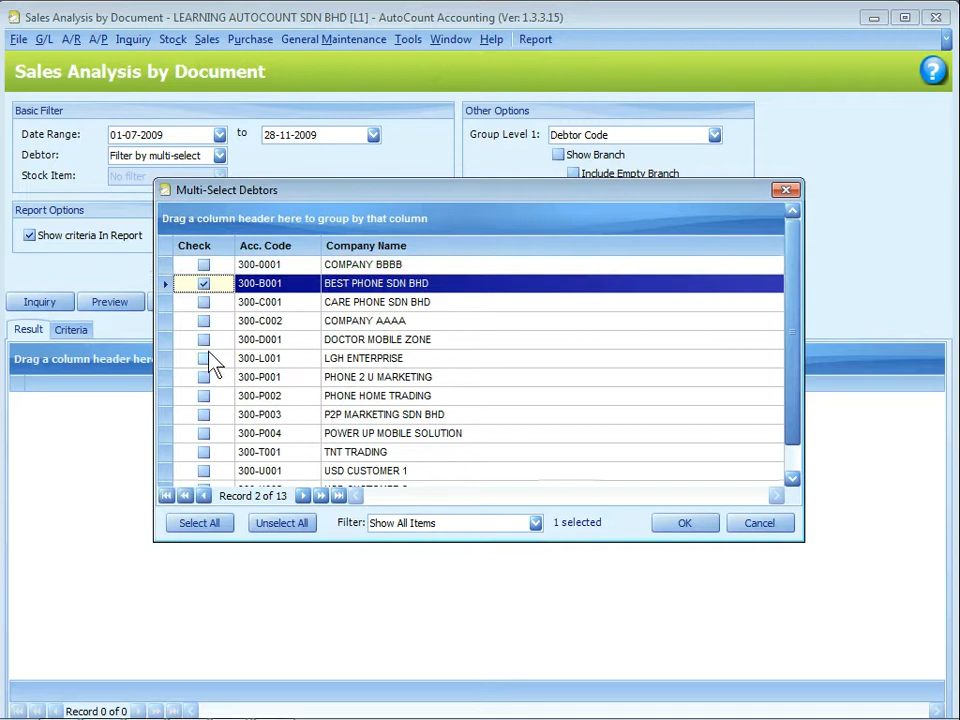 Sales Analysis by Document - LEARNING AUTOCOUNT SDN BHD [L1] - AutoCount Accounting (Ver: 1.3.3.15)
File G/L A/R A/P Inquiry Stock Sales Purchase General Maintenance Tools Window Help Report
Sales Analysis by Document
?
Basic Filter
Date Range: 01-07-2009 to 28-11-2009
Debtor: Filter by multi-select
Stock Item: No filter
Other Options
Group Level 1: Debtor Code
Show Branch
Include Empty Branch
Report Options
Show criteria In Report
Inquiry Preview
Result Criteria
Drag a column header her
Multi-Select Debtors
Drag a column header here to group by that column
Check Acc. Code Company Name
300-0001 COMPANY BBBB
300-B001 BEST PHONE SDN BHD
300-C001 CARE PHONE SDN BHD
300-C002 COMPANY AAAA
300-D001 DOCTOR MOBILE ZONE
300-L001 LGH ENTERPRISE
300-P001 PHONE 2 U MARKETING
300-P002 PHONE HOME TRADING
300-P003 P2P MARKETING SDN BHD
300-P004 POWER UP MOBILE SOLUTION
300-T001 TNT TRADING
300-U001 USD CUSTOMER 1
Record 2 of 13
Select All Unselect All Filter: Show All Items 1 selected OK Cancel
Record 0 of 0